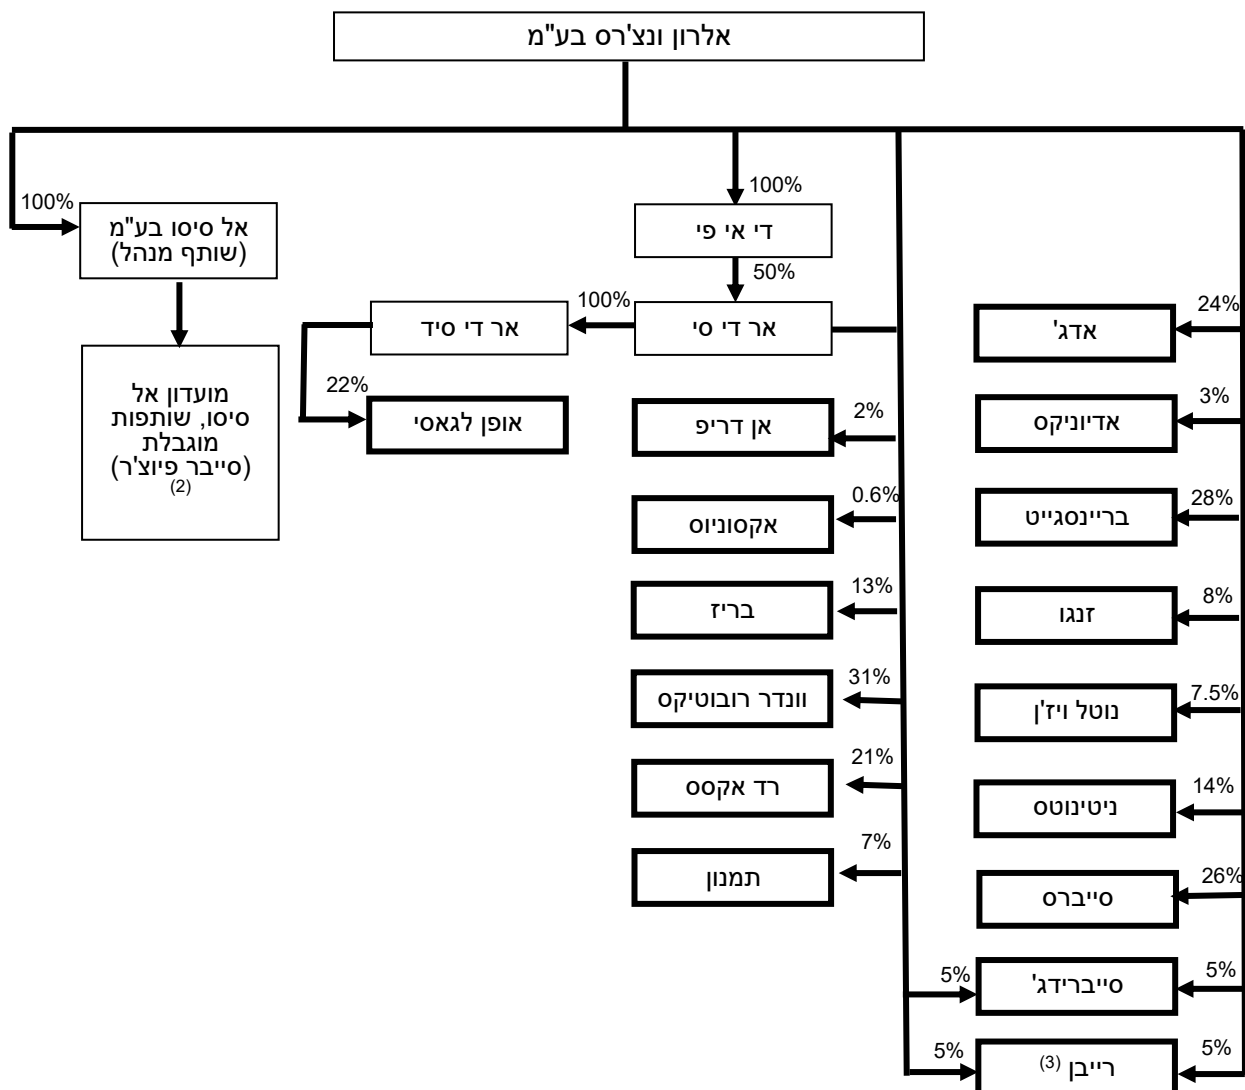 אלרון ונצ'רס בע"מ
100%
אל סיסו בע"מ
(שותף מנהל)
מועדון אל
סיסו, שותפות
מוגבלת
(סייבר פיוצ'ר)
(2)
100%
די אי פי
50%
אר די סי
100%
אר די סיד
22%
אופן לגאסי
2%
אן דריפ
0.6%
אקסוניוס
13%
בריז
31%
וונדר רובוטיקס
21%
רד אקסס
7%
תמנון
24%
אדג'
3%
אדיוניקס
28%
בריינסגייט
8%
זנגו
7.5%
נוטל ויז'ן
14%
ניטינוטס
26%
סייברס
5%
סייברידג'
5%
5%
רייבן (3)
5%